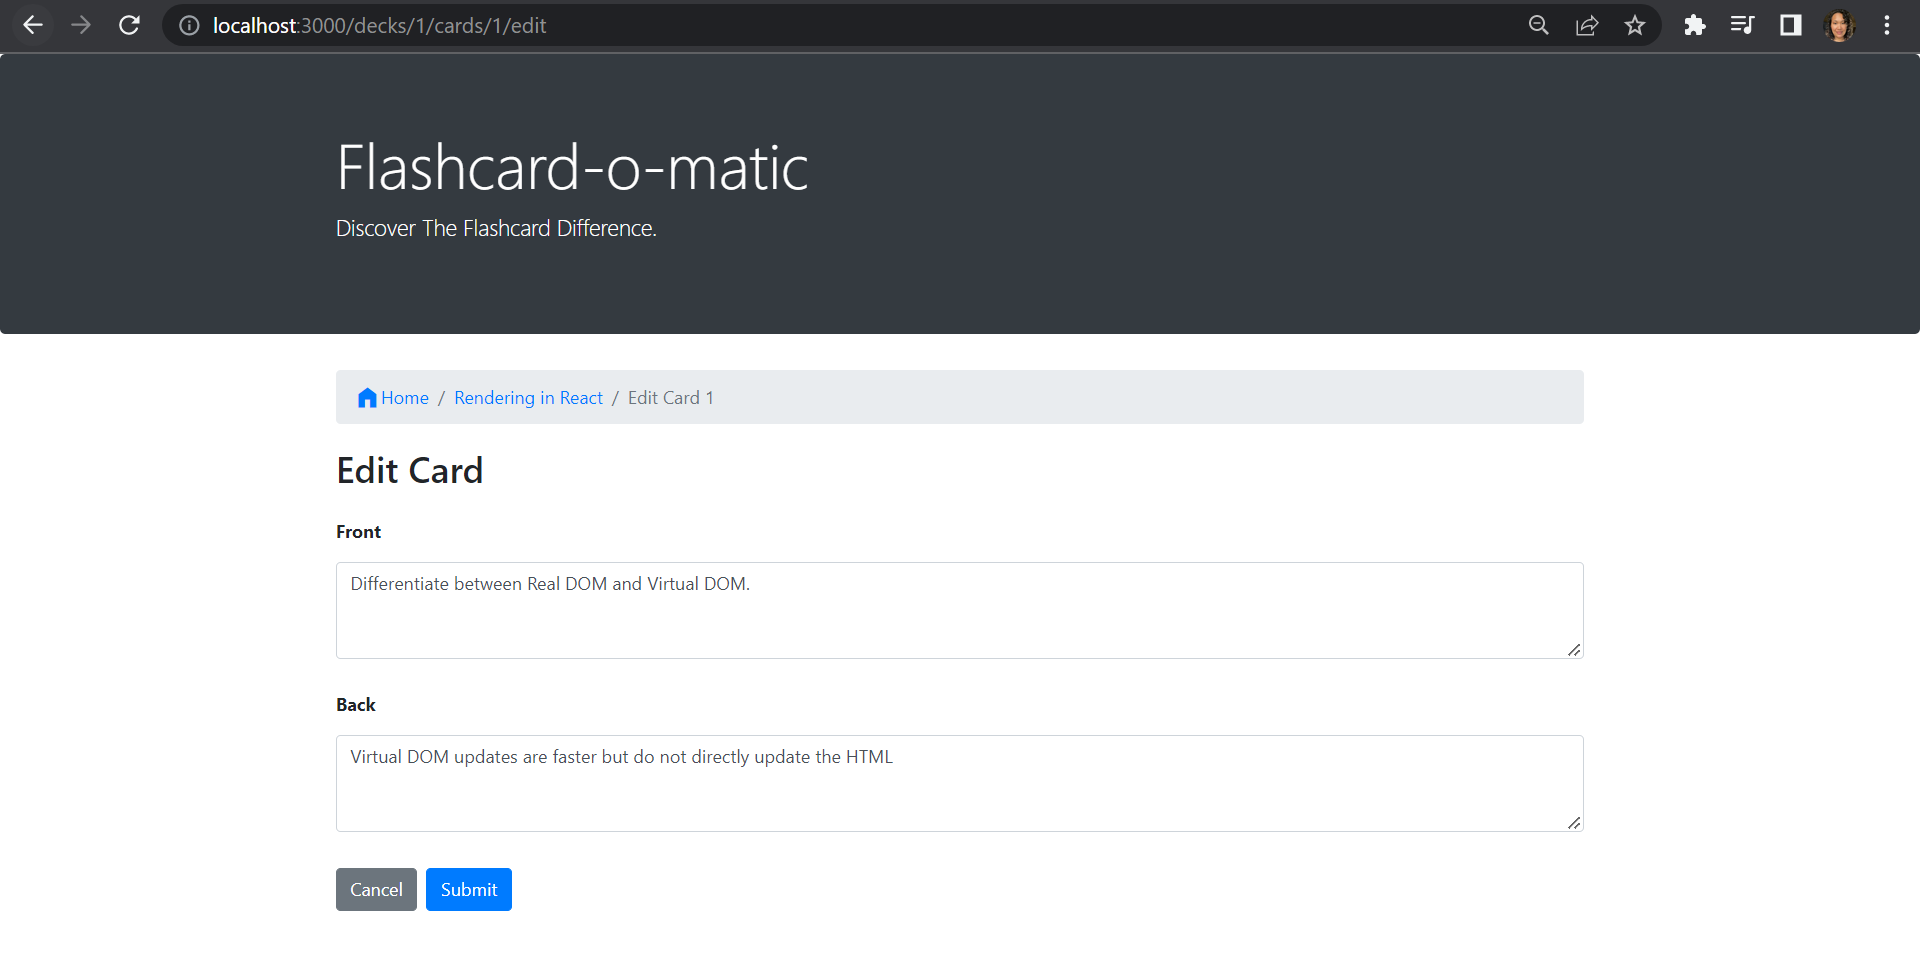 localhost:3000/decks/1/cards/1/edit
Flashcard-o-matic
Discover The Flashcard Difference.
Home / Rendering in React / Edit Card 1
Edit Card
Front
Differentiate between Real DOM and Virtual DOM.
Back
Virtual DOM updates are faster but do not directly update the HTML
Cancel Submit